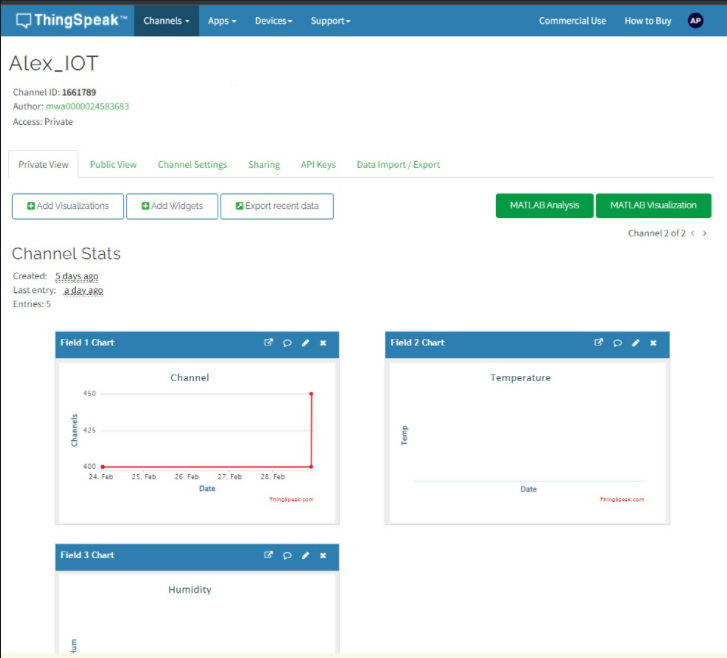 ThingSpeak™ Channels Apps Devices Support Commercial Use How to Buy AP
Alex_IOT
Channel ID: 1661789
Author: mwa0000024583683
Access: Private
Private View Public View Channel Settings Sharing API Keys Data Import / Export
Add Visualizations Add Widgets Export recent data MATLAB Analysis MATLAB Visualization
Channel 2 of 2 < >
Channel Stats
Created: 5 days ago
Last entry: a day ago
Entries: 5
Field 1 Chart
Channel
450
425
400
Channels
24. Feb 25. Feb 26. Feb 27. Feb 28. Feb
Date
ThingSpeak.com
Field 2 Chart
Temperature
Temp
Date
ThingSpeak.com
Field 3 Chart
Humidity
Hum